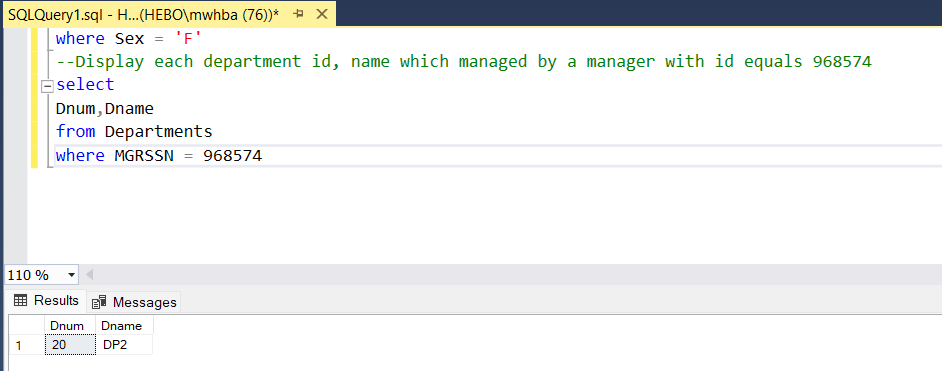 SQLQuery1.sql - H...(HEBO\mwhba (76))*
where Sex = 'F'
--Display each department id, name which managed by a manager with id equals 968574
select
Dnum,Dname
from Departments
where MGRSSN = 968574
110 %
Results Messages
Dnum Dname
1 20 DP2